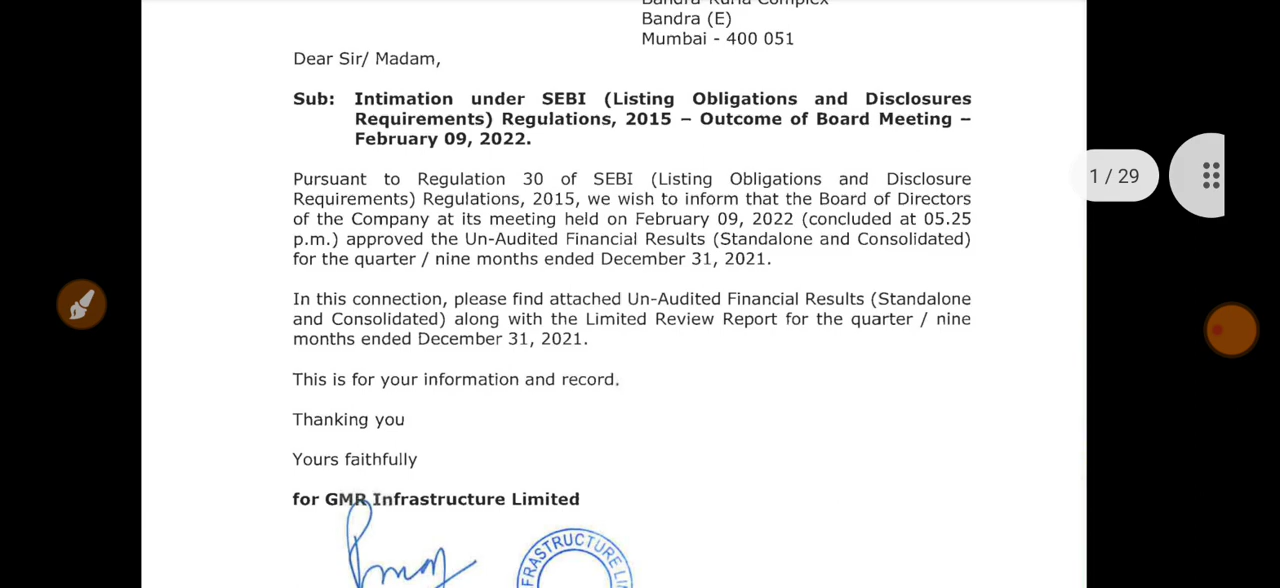 Bandra-Kurla Complex
Bandra (E)
Mumbai - 400 051
Dear Sir/ Madam,
Sub: Intimation under SEBI (Listing Obligations and Disclosures
Requirements) Regulations, 2015 – Outcome of Board Meeting –
February 09, 2022.
Pursuant to Regulation 30 of SEBI (Listing Obligations and Disclosure
Requirements) Regulations, 2015, we wish to inform that the Board of Directors
of the Company at its meeting held on February 09, 2022 (concluded at 05.25
p.m.) approved the Un-Audited Financial Results (Standalone and Consolidated)
for the quarter / nine months ended December 31, 2021.
1 / 29
In this connection, please find attached Un-Audited Financial Results (Standalone
and Consolidated) along with the Limited Review Report for the quarter / nine
months ended December 31, 2021.
This is for your information and record.
Thanking you
Yours faithfully
for GMR Infrastructure Limited